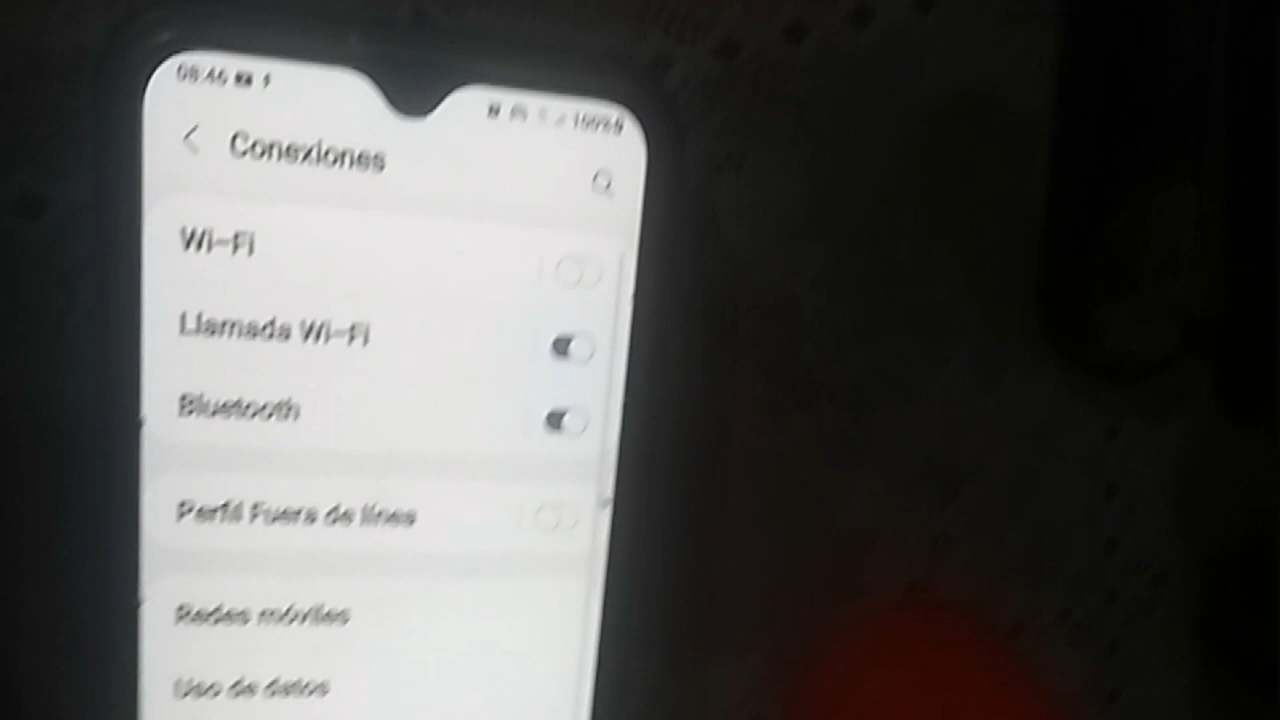 Conexiones
Wi-Fi
Llamada Wi-Fi
Bluetooth
Perfil Fuera de línea
Redes móviles
Uso de datos